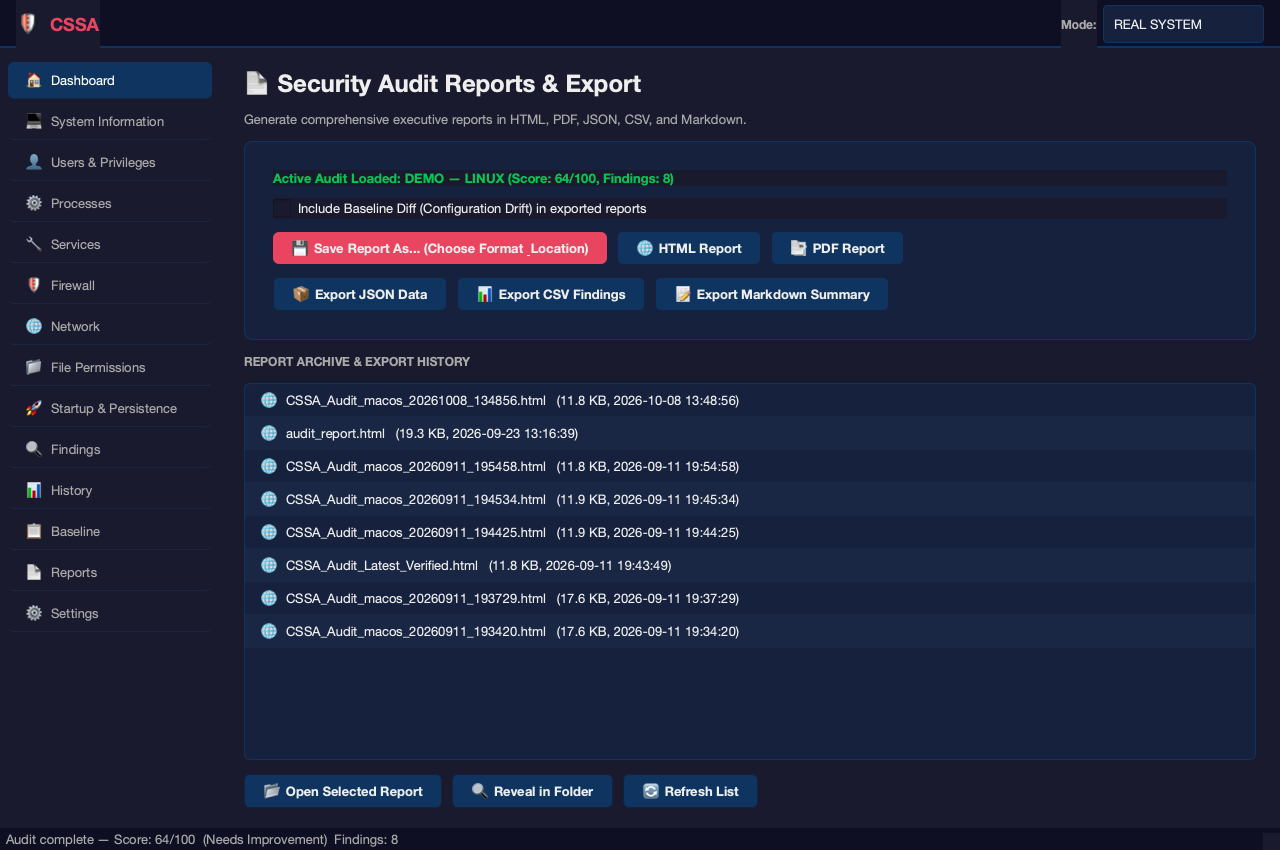 CSSA
Mode:
REAL SYSTEM
Dashboard
System Information
Users & Privileges
Processes
Services
Firewall
Network
File Permissions
Startup & Persistence
Findings
History
Baseline
Reports
Settings
Security Audit Reports & Export
Generate comprehensive executive reports in HTML, PDF, JSON, CSV, and Markdown.
Active Audit Loaded: DEMO — LINUX (Score: 64/100, Findings: 8)
Include Baseline Diff (Configuration Drift) in exported reports
Save Report As... (Choose Format _Location)
HTML Report
PDF Report
Export JSON Data
Export CSV Findings
Export Markdown Summary
REPORT ARCHIVE & EXPORT HISTORY
CSSA_Audit_macos_20261008_134856.html (11.8 KB, 2026-10-08 13:48:56)
audit_report.html (19.3 KB, 2026-09-23 13:16:39)
CSSA_Audit_macos_20260911_195458.html (11.8 KB, 2026-09-11 19:54:58)
CSSA_Audit_macos_20260911_194534.html (11.9 KB, 2026-09-11 19:45:34)
CSSA_Audit_macos_20260911_194425.html (11.9 KB, 2026-09-11 19:44:25)
CSSA_Audit_Latest_Verified.html (11.8 KB, 2026-09-11 19:43:49)
CSSA_Audit_macos_20260911_193729.html (17.6 KB, 2026-09-11 19:37:29)
CSSA_Audit_macos_20260911_193420.html (17.6 KB, 2026-09-11 19:34:20)
Open Selected Report
Reveal in Folder
Refresh List
Audit complete — Score: 64/100 (Needs Improvement) Findings: 8